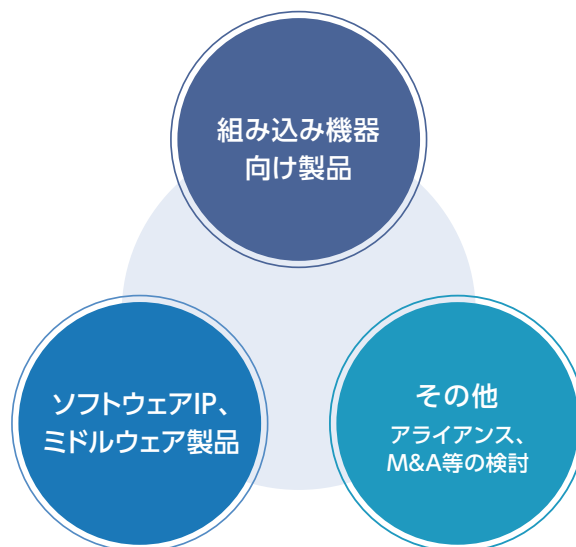 組み込み機器
向け製品
ソフトウェアIP、
ミドルウェア製品
その他
アライアンス、
M&A等の検討